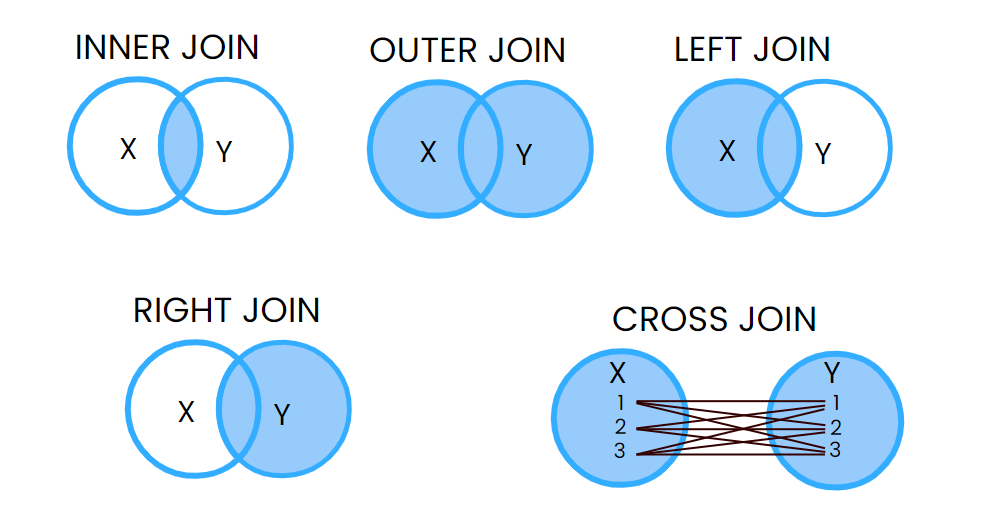 INNER JOIN
OUTER JOIN
LEFT JOIN
X Y
X Y
X Y
RIGHT JOIN
CROSS JOIN
X Y
X Y
1 1
2 2
3 3